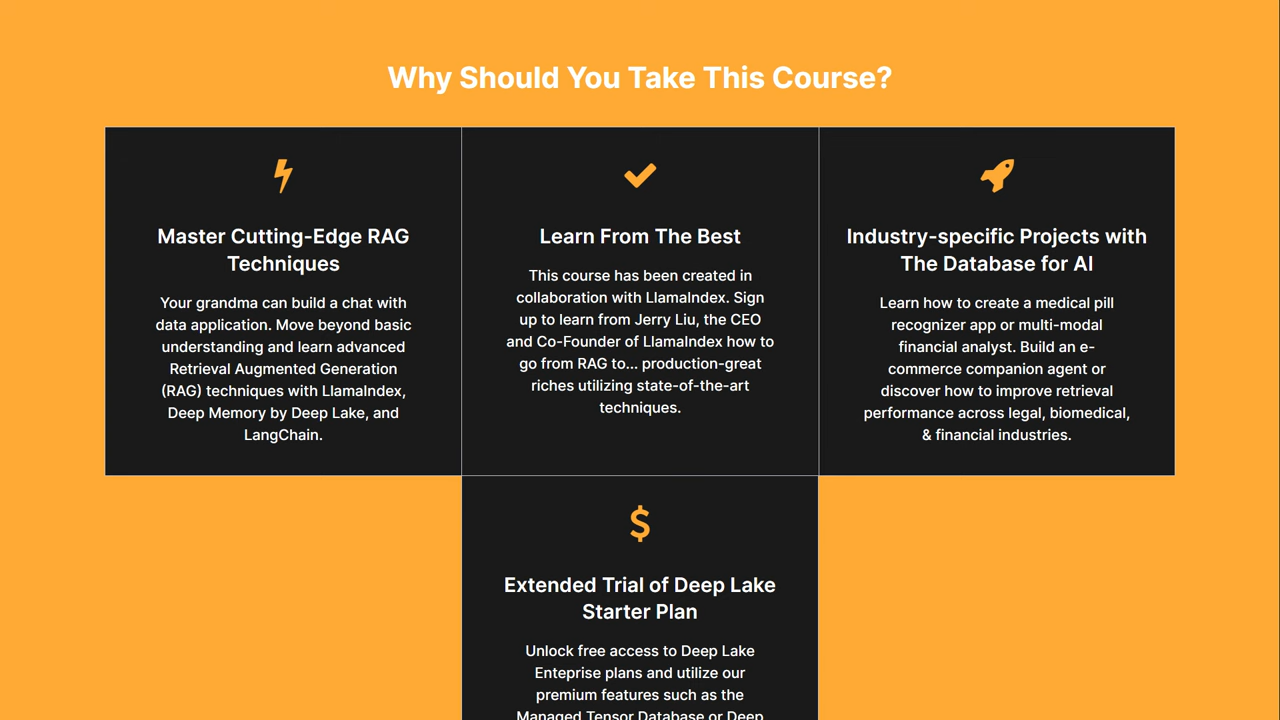 Why Should You Take This Course?
Master Cutting-Edge RAG
Techniques
Your grandma can build a chat with
data application. Move beyond basic
understanding and learn advanced
Retrieval Augmented Generation
(RAG) techniques with LlamaIndex,
Deep Memory by Deep Lake, and
LangChain.
Learn From The Best
This course has been created in
collaboration with LlamaIndex. Sign
up to learn from Jerry Liu, the CEO
and Co-Founder of LlamaIndex how to
go from RAG to... production-great
riches utilizing state-of-the-art
techniques.
Industry-specific Projects with
The Database for AI
Learn how to create a medical pill
recognizer app or multi-modal
financial analyst. Build an e-
commerce companion agent or
discover how to improve retrieval
performance across legal, biomedical,
& financial industries.
$
Extended Trial of Deep Lake
Starter Plan
Unlock free access to Deep Lake
Enteprise plans and utilize our
premium features such as the
Managed Tensor Database or Deep